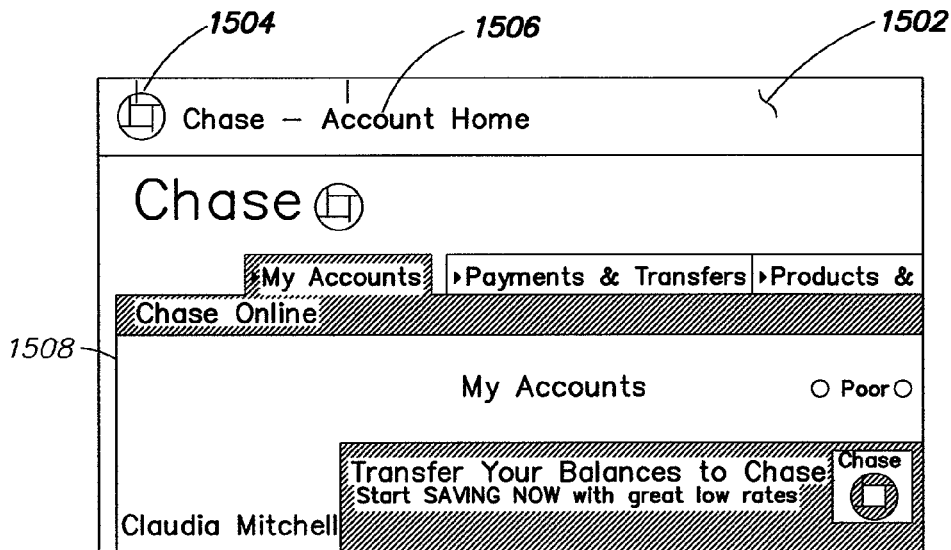 1504 1506 1502
Chase – Account Home
Chase
My Accounts Payments & Transfers Products &
Chase Online
1508
My Accounts Poor
Transfer Your Balances to Chase Chase
Start SAVING NOW with great low rates
Claudia Mitchell